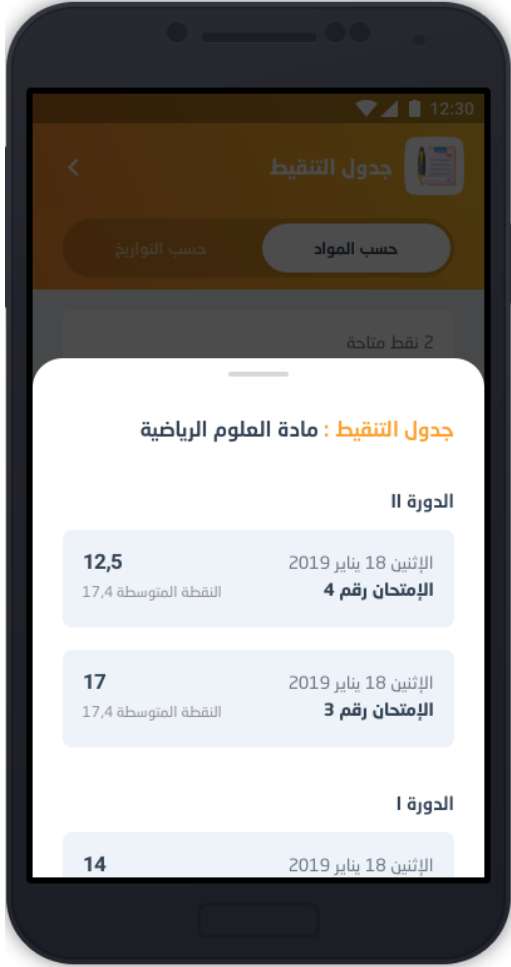 12:30
جدول التنقيط
حسب المواد
حسب التواريخ
2 نقط متاحة
جدول التنقيط : مادة العلوم الرياضية
الدورة II
الإثنين 18 يناير 2019
12,5
الإمتحان رقم 4
النقطة المتوسطة 17,4
الإثنين 18 يناير 2019
17
الإمتحان رقم 3
النقطة المتوسطة 17,4
الدورة I
الإثنين 18 يناير 2019
14